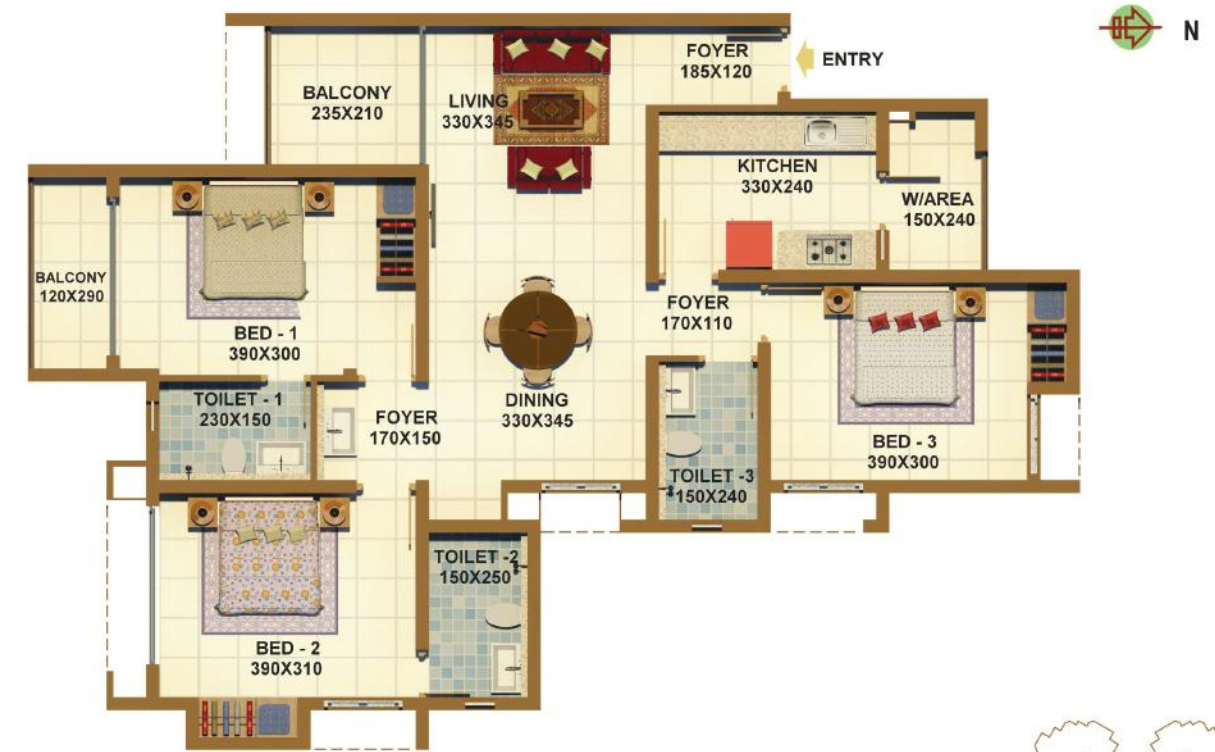 N
FOYER
185X120
ENTRY
BALCONY
235X210
LIVING
330X345
KITCHEN
330X240
W/AREA
150X240
BALCONY
120X290
BED - 1
390X300
FOYER
170X110
TOILET - 1
230X150
FOYER
170X150
DINING
330X345
BED - 3
390X300
TOILET -3
150X240
TOILET -2
150X250
BED - 2
390X310